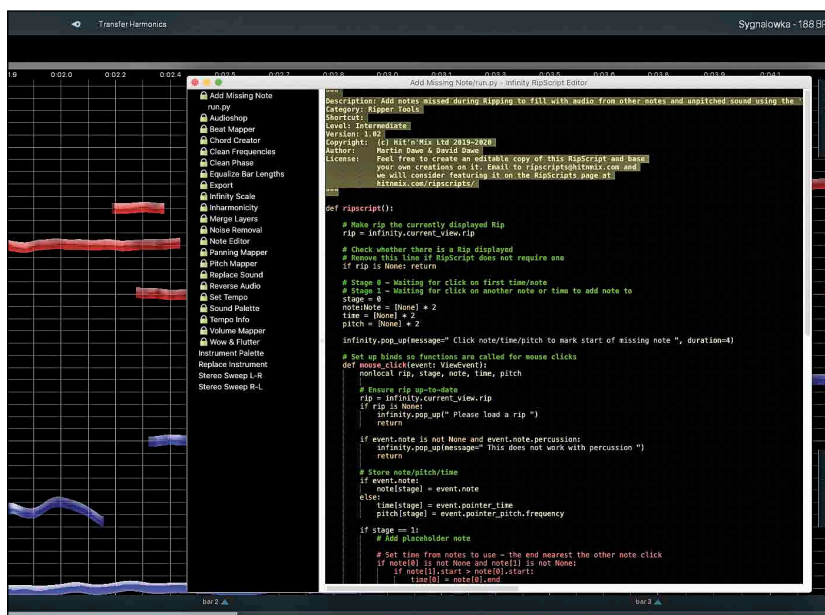 Transfer Harmonics
Sygnalowka - 188 BP
1.9 0:02.0 0:02.2 0:02.4 0:02.5 0:02.7 0:02.8 0:03.0 0:03.1 0:03.2 0:03.4 0:03.5 0:03.7 0:03.8 0:03.9 0:04.1
Add Missing Note/run.py - Infinity RipScript Editor
Add Missing Note
run.py
Audioshop
Beat Mapper
Chord Creator
Clean Frequencies
Clean Phase
Equalize Bar Lengths
Export
Infinity Scale
Inharmonicity
Merge Layers
Noise Removal
Note Editor
Panning Mapper
Pitch Mapper
Replace Sound
Reverse Audio
Set Tempo
Sound Palette
Tempo Info
Volume Mapper
Wow & Flutter
Instrument Palette
Replace Instrument
Stereo Sweep L-R
Stereo Sweep R-L
"""
Description: Add notes missed during Ripping to fill with audio from other notes and unpitched sound using the '
Category: Ripper Tools
Shortcut:
Level: Intermediate
Version: 1.02
Copyright: (c) Hit'n'Mix Ltd 2019-2020
Author: Martin Dawe & David Dawe
License: Feel free to create an editable copy of this RipScript and base
your own creations on it. Email to ripscripts@hitnmix.com and
we will consider featuring it on the RipScripts page at
hitnmix.com/ripscripts/
"""
def ripscript():
# Make rip the currently displayed Rip
rip = infinity.current_view.rip
# Check whether there is a Rip displayed
# Remove this line if RipScript does not require one
if rip is None: return
# Stage 0 - Waiting for click on first time/note
# Stage 1 - Waiting for click on another note or time to add note to
stage = 0
note:Note = [None] * 2
time = [None] * 2
pitch = [None] * 2
infinity.pop_up(message=" Click note/time/pitch to mark start of missing note ", duration=4)
# Set up binds so functions are called for mouse clicks
def mouse_click(event: ViewEvent):
nonlocal rip, stage, note, time, pitch
# Ensure rip up-to-date
rip = infinity.current_view.rip
if rip is None:
infinity.pop_up(" Please load a rip ")
return
if event.note is not None and event.note.percussion:
infinity.pop_up(message=" This does not work with percussion ")
return
# Store note/pitch/time
if event.note:
note[stage] = event.note
else:
time[stage] = event.pointer_time
pitch[stage] = event.pointer_pitch.frequency
if stage == 1:
# Add placeholder note
# Set time from notes to use - the end nearest the other note click
if note[0] is not None and note[1] is not None:
if note[1].start > note[0].start:
time[0] = note[0].end
bar 2
bar 3